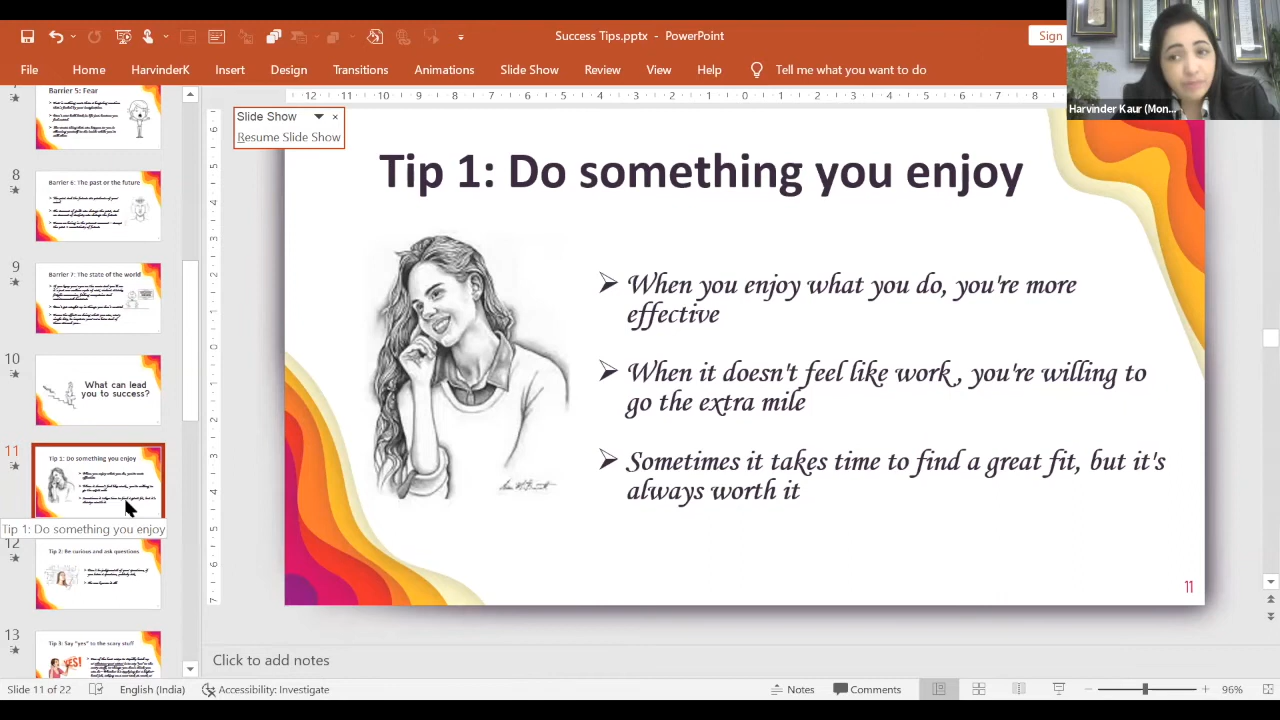 Success Tips.pptx - PowerPoint
Sign
File Home HarvinderK Insert Design Transitions Animations Slide Show Review View Help Tell me what you want to do
Harvinder Kaur (Mon...
Slide Show
Resume Slide Show
Barrier 5: Fear
8
Barrier 6: The past or the future
9
Barrier 7: The state of the world
10
What can lead
you to success?
11
Tip 1: Do something you enjoy
Tip 1: Do something you enjoy
12
Tip 2: Be curious and ask questions
13
Tip 3: Say "yes" to the scary stuff
YES!
Tip 1: Do something you enjoy
When you enjoy what you do, you're more
effective
When it doesn't feel like work , you're willing to
go the extra mile
Sometimes it takes time to find a great fit, but it's
always worth it
11
Click to add notes
Slide 11 of 22 English (India) Accessibility: Investigate Notes Comments 96%